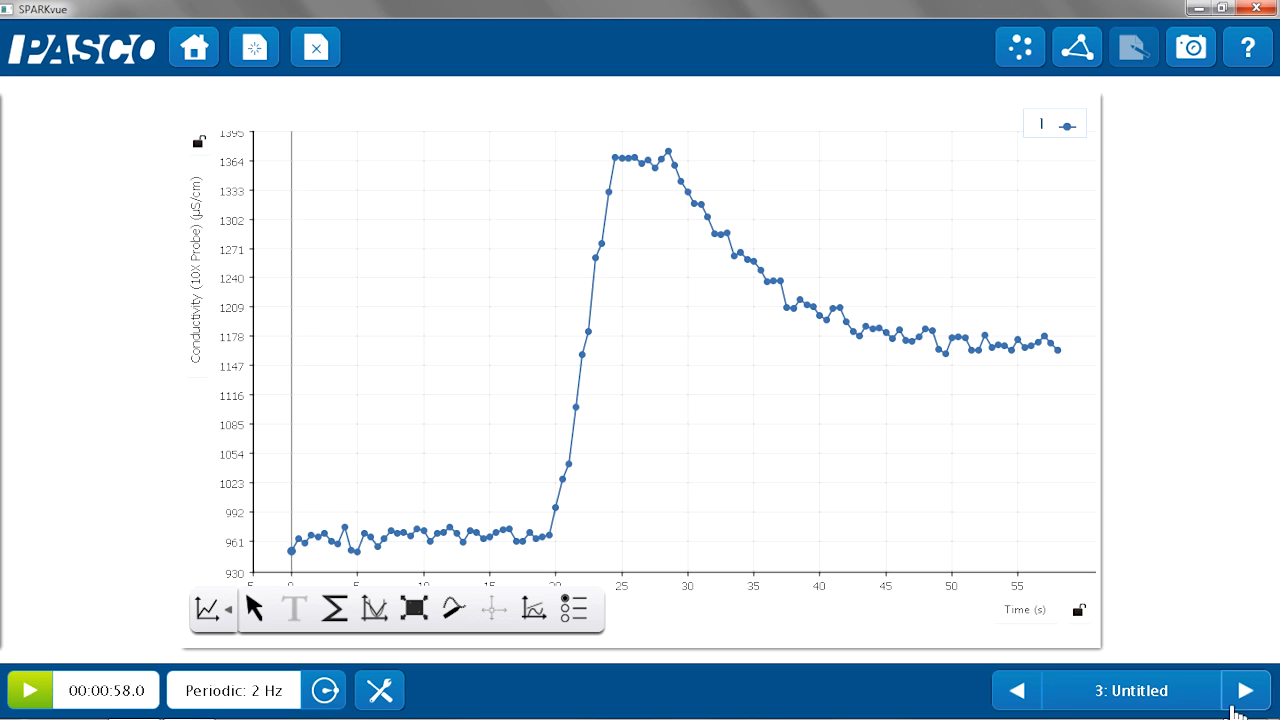 SPARKvue
PASCO
?
1
1395
1364
1333
1302
1271
1240
1209
1178
1147
1116
1085
1054
1023
992
961
930
Conductivity (10X Probe) (µS/cm)
5 0 5 10 15 20 25 30 35 40 45 50 55
Time (s)
T Σ
00:00:58.0
Periodic: 2 Hz
3: Untitled